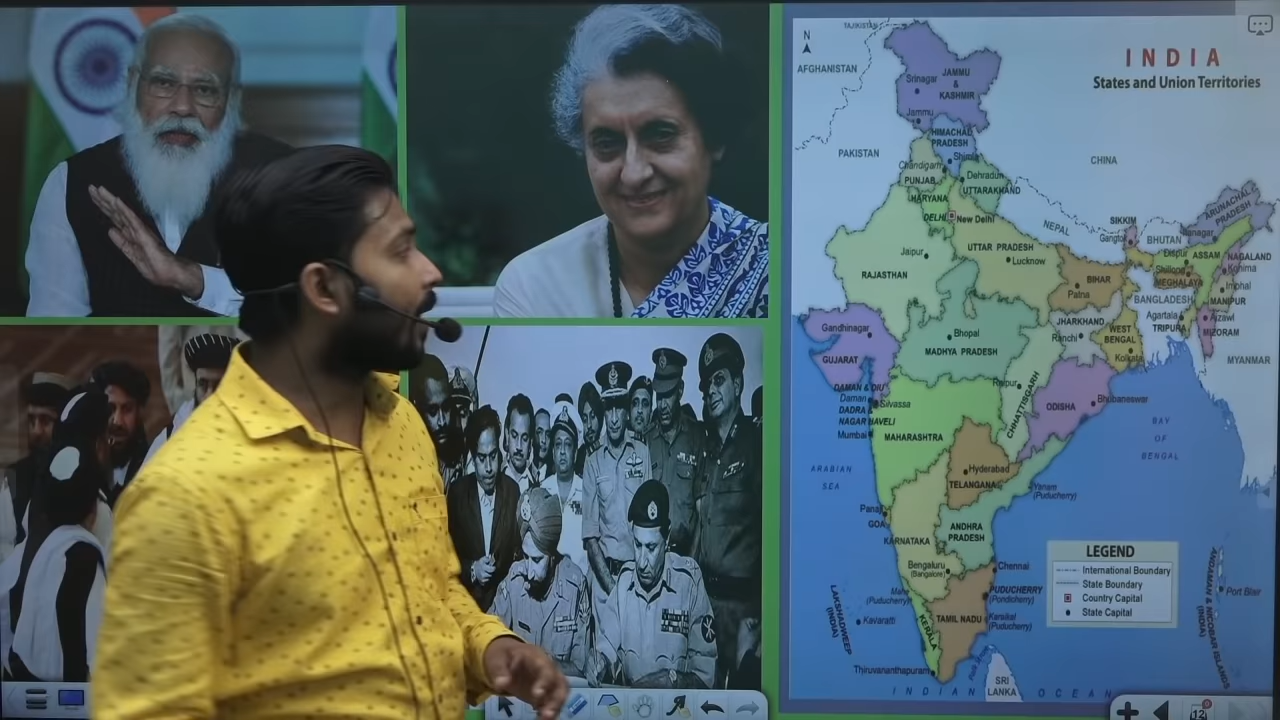 INDIA
States and Union Territories
N
TAJIKISTAN
AFGHANISTAN
PAKISTAN
CHINA
NEPAL
BHUTAN
BANGLADESH
MYANMAR
Srinagar
JAMMU
&
KASHMIR
Jammu
HIMACHAL
PRADESH
Chandigarh
PUNJAB
Dehradun
UTTARAKHAND
HARYANA
DELHI
New Delhi
Jaipur
RAJASTHAN
UTTAR PRADESH
Lucknow
BIHAR
Patna
SIKKIM
ARUNACHAL
PRADESH
Dispur
ASSAM
NAGALAND
Shillong
MEGHALAYA
Kohima
Imphal
MANIPUR
Agartala
TRIPURA
Aizawl
MIZORAM
Gandhinagar
GUJARAT
Bhopal
MADHYA PRADESH
JHARKHAND
Ranchi
WEST
BENGAL
Kolkata
Raipur
CHHATTISGARH
ODISHA
Bhubaneswar
DAMAN & DIU
Daman
Silvassa
DADRA
NAGAR HAVELI
Mumbai
MAHARASHTRA
Hyderabad
TELANGANA
Yanam
(Puducherry)
Panaji
GOA
KARNATAKA
ANDHRA
PRADESH
Bengaluru
(Bangalore)
Chennai
Mahe
(Puducherry)
PUDUCHERRY
(Pondicherry)
Karaikal
(Puducherry)
TAMIL NADU
KERALA
Thiruvananthapuram
LAKSHADWEEP
(INDIA)
Kavaratti
ARABIAN
SEA
BAY
OF
BENGAL
ANDAMAN & NICOBAR ISLANDS
(INDIA)
Port Blair
SRI
LANKA
INDIAN OCEAN
LEGEND
International Boundary
State Boundary
Country Capital
State Capital
12